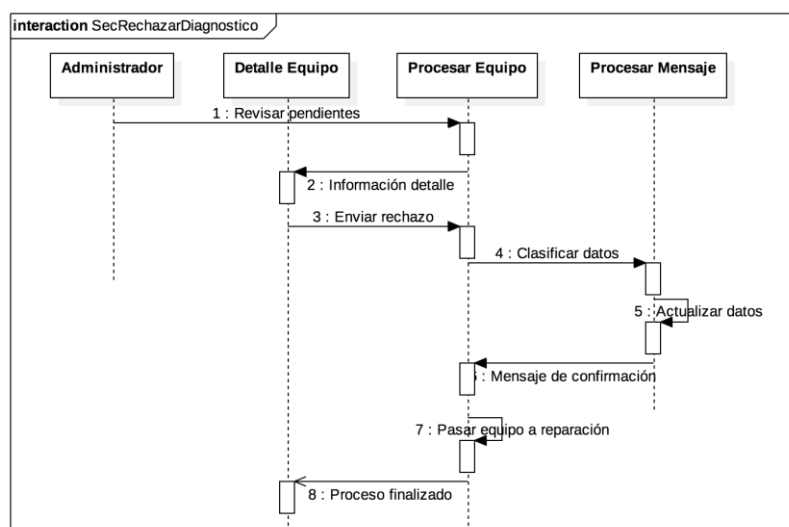 interaction SecRechazarDiagnostico
Administrador Detalle Equipo Procesar Equipo Procesar Mensaje
1 : Revisar pendientes
2 : Información detalle
3 : Enviar rechazo
4 : Clasificar datos
5 : Actualizar datos
6 : Mensaje de confirmación
7 : Pasar equipo a reparación
8 : Proceso finalizado